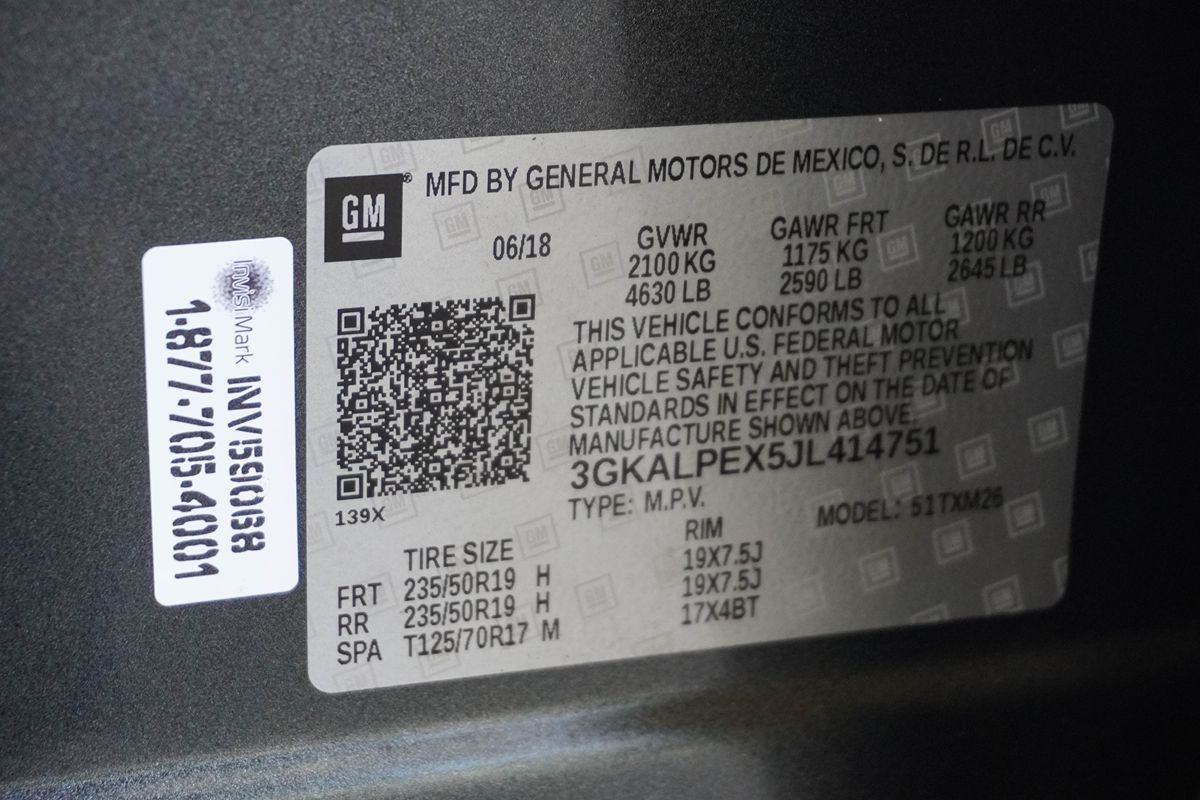 GM
MFD BY GENERAL MOTORS DE MEXICO, S. DE R.L. DE C.V.
06/18
GVWR GAWR FRT GAWR RR
2100 KG 1175 KG 1200 KG
4630 LB 2590 LB 2645 LB
THIS VEHICLE CONFORMS TO ALL
APPLICABLE U.S. FEDERAL MOTOR
VEHICLE SAFETY AND THEFT PREVENTION
STANDARDS IN EFFECT ON THE DATE OF
MANUFACTURE SHOWN ABOVE.
3GKALPEX5JL414751
TYPE: M.P.V. MODEL: 51TXM26
139X
TIRE SIZE RIM
FRT 235/50R19 H 19X7.5J
RR 235/50R19 H 19X7.5J
SPA T125/70R17 M 17X4BT
InvisiMark INV59068
1-877-705-4001